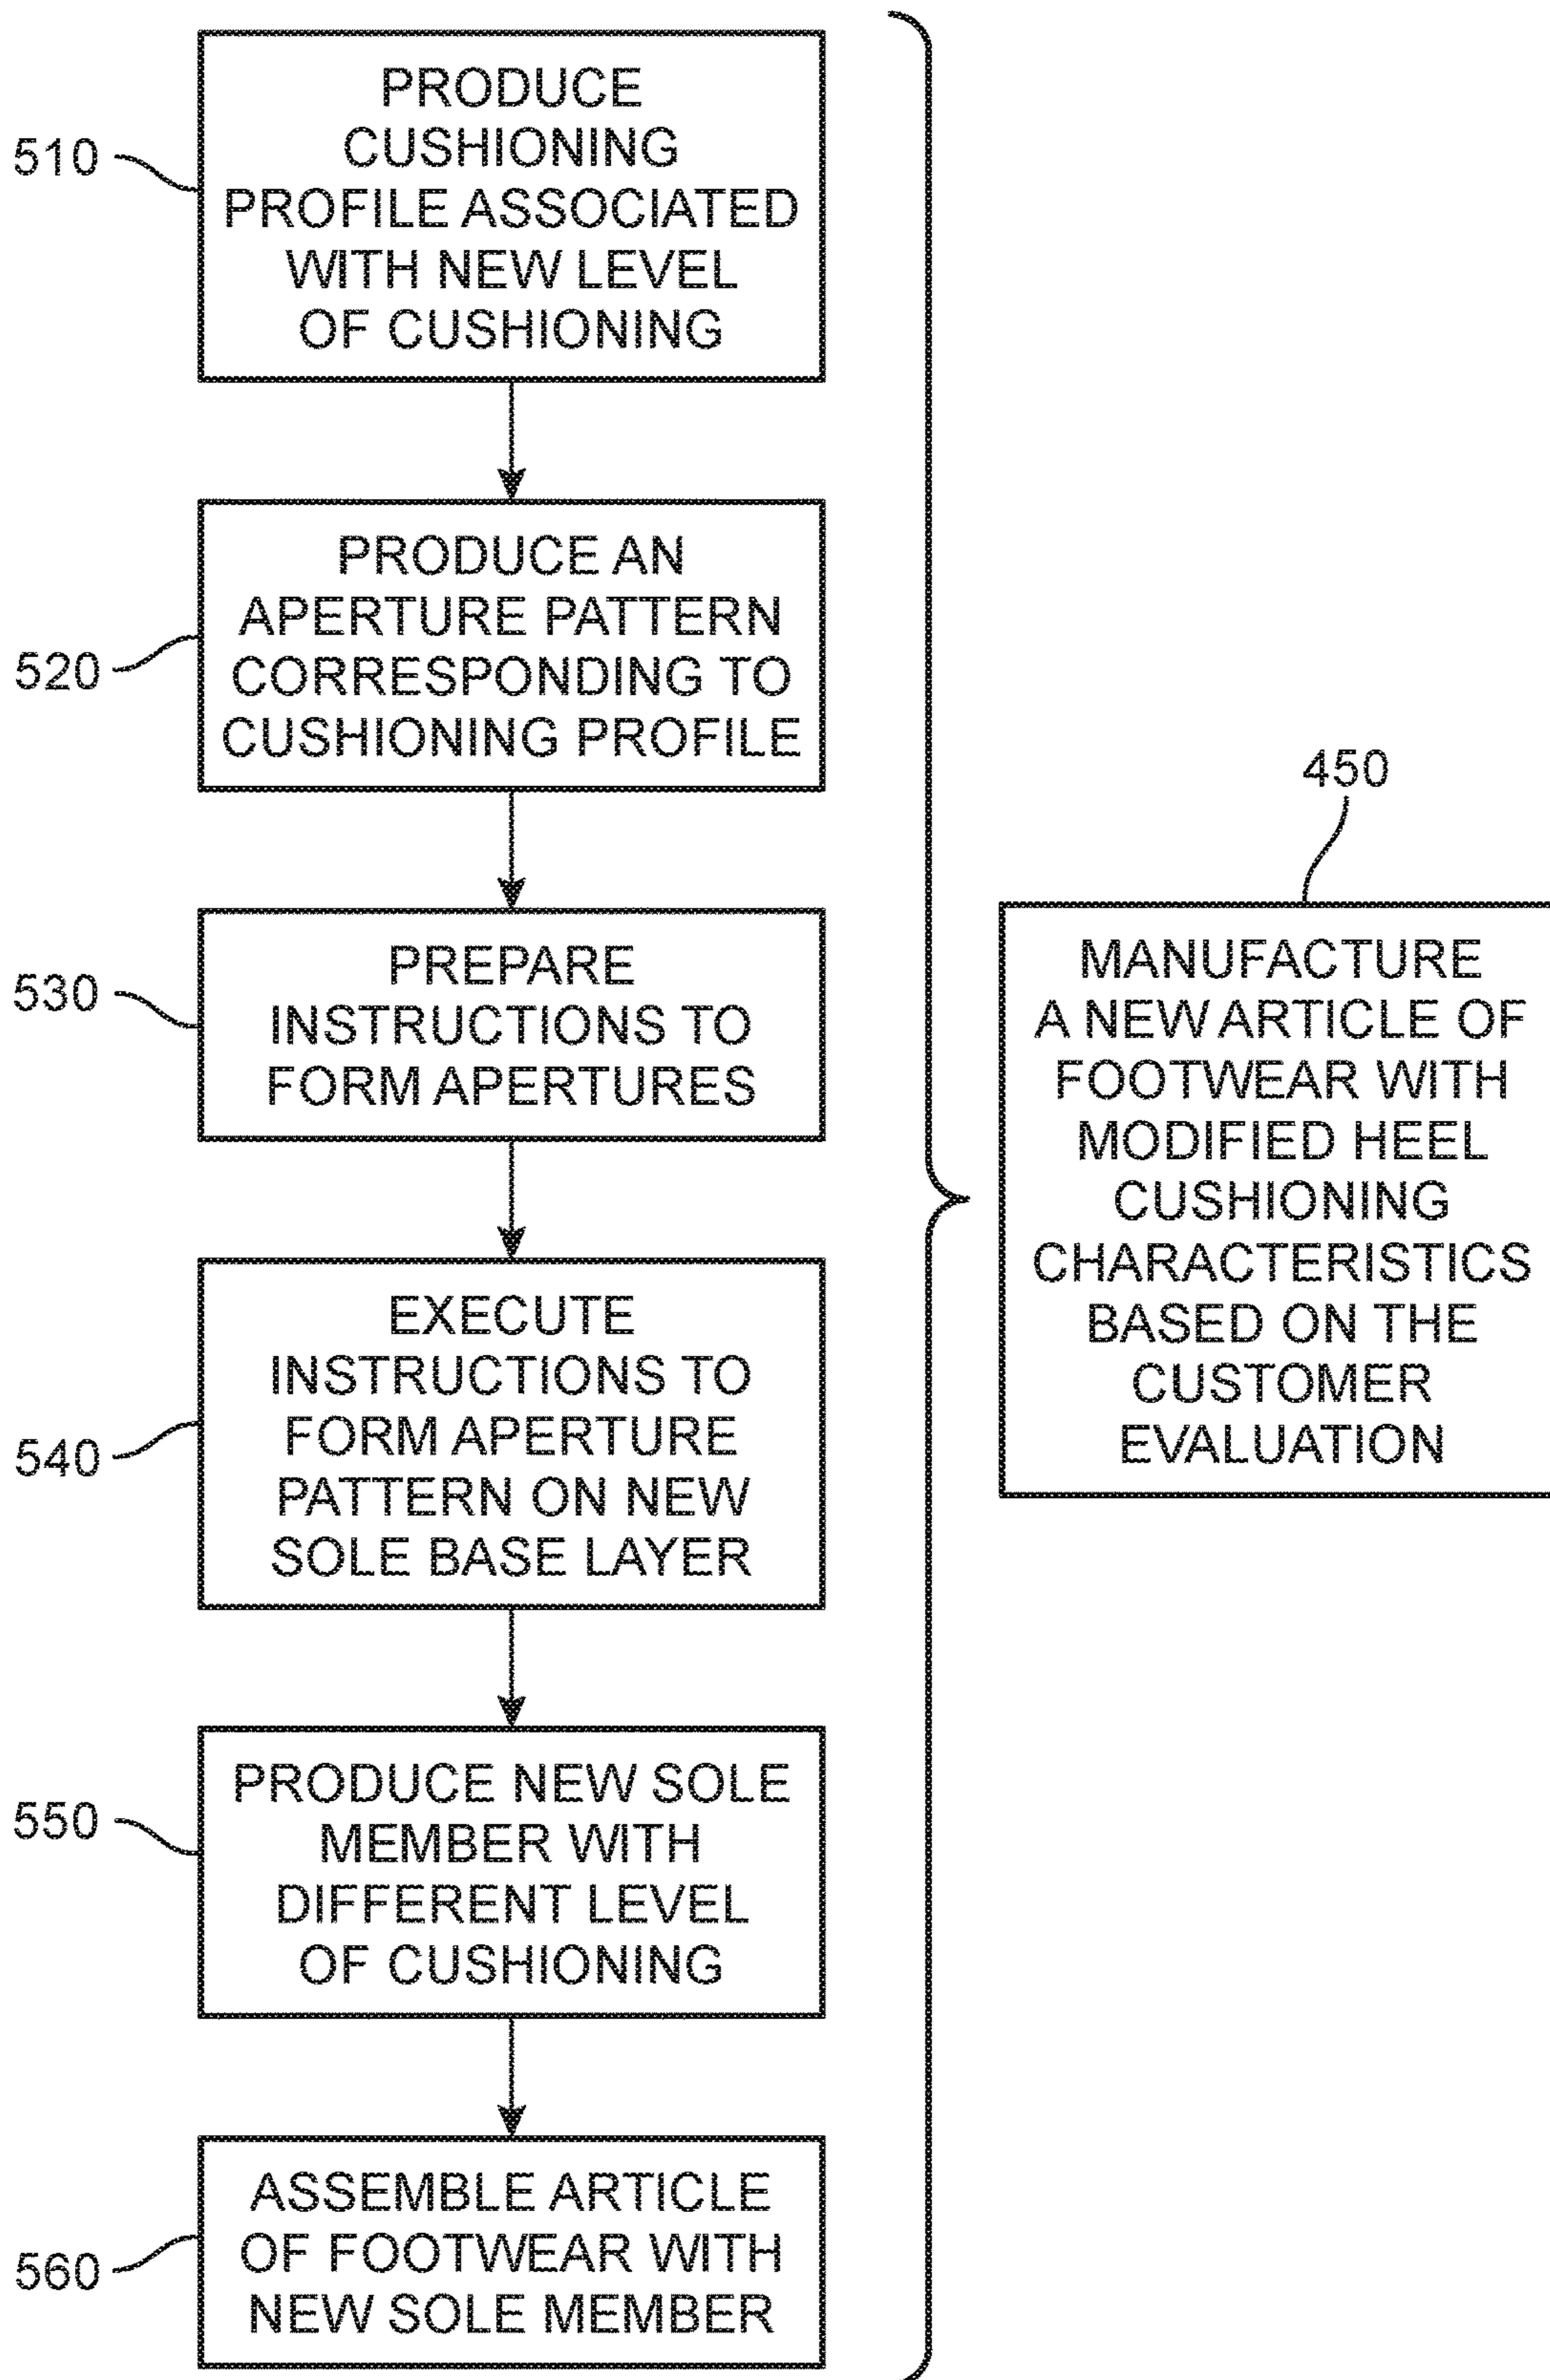 510
PRODUCE
CUSHIONING
PROFILE ASSOCIATED
WITH NEW LEVEL
OF CUSHIONING
520
PRODUCE AN
APERTURE PATTERN
CORRESPONDING TO
CUSHIONING PROFILE
530
PREPARE
INSTRUCTIONS TO
FORM APERTURES
540
EXECUTE
INSTRUCTIONS TO
FORM APERTURE
PATTERN ON NEW
SOLE BASE LAYER
550
PRODUCE NEW SOLE
MEMBER WITH
DIFFERENT LEVEL
OF CUSHIONING
560
ASSEMBLE ARTICLE
OF FOOTWEAR WITH
NEW SOLE MEMBER
450
MANUFACTURE
A NEW ARTICLE OF
FOOTWEAR WITH
MODIFIED HEEL
CUSHIONING
CHARACTERISTICS
BASED ON THE
CUSTOMER
EVALUATION